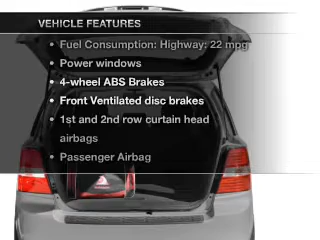 VEHICLE FEATURES
• Fuel Consumption: Highway: 22 mpg
• Power windows
• 4-wheel ABS Brakes
• Front Ventilated disc brakes
• 1st and 2nd row curtain head
airbags
• Passenger Airbag